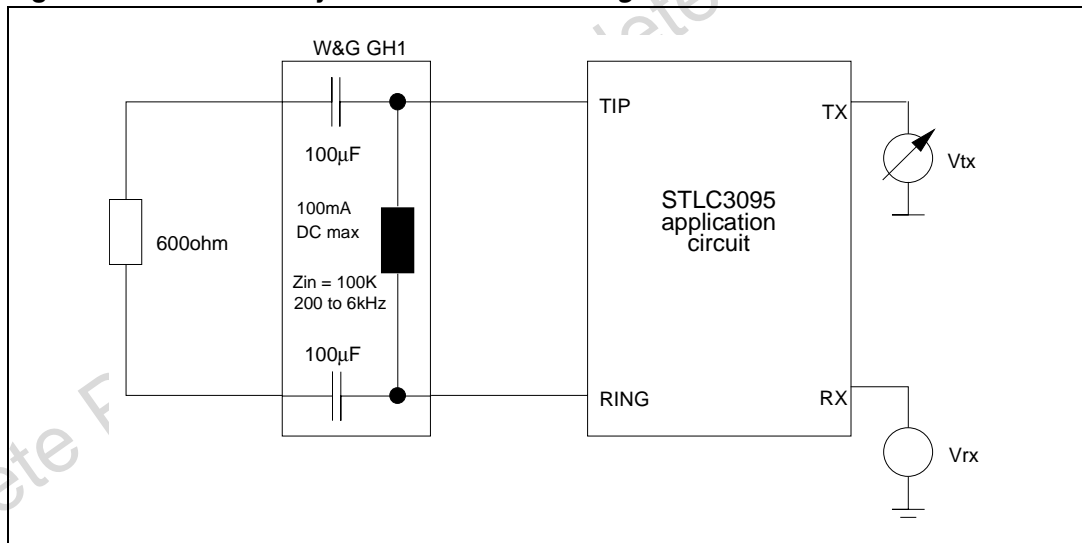 W&G GH1
100μF
100mA
DC max
Zin = 100K
200 to 6kHz
100μF
600ohm
TIP
RING
STLC3095
application
circuit
TX
RX
Vtx
Vrx